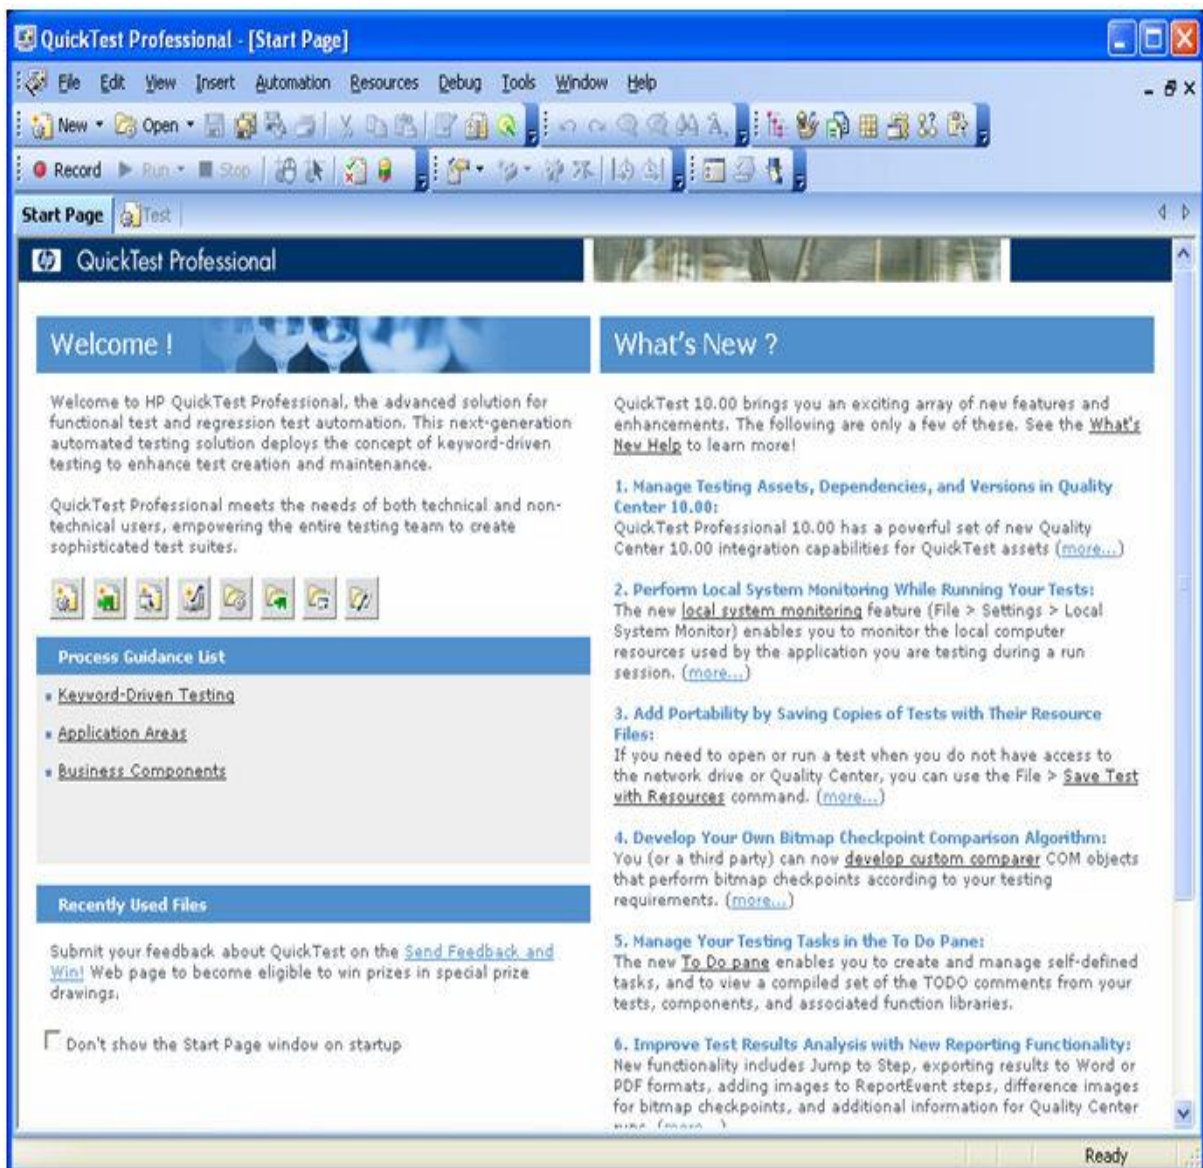 QuickTest Professional - [Start Page]
File Edit View Insert Automation Resources Debug Tools Window Help
New Open
Record Run Stop
Start Page Test
hp QuickTest Professional
Welcome !
Welcome to HP QuickTest Professional, the advanced solution for
functional test and regression test automation. This next-generation
automated testing solution deploys the concept of keyword-driven
testing to enhance test creation and maintenance.
QuickTest Professional meets the needs of both technical and non-
technical users, empowering the entire testing team to create
sophisticated test suites.
Process Guidance List
Keyword-Driven Testing
Application Areas
Business Components
Recently Used Files
Submit your feedback about QuickTest on the Send Feedback and
Win! Web page to become eligible to win prizes in special prize
drawings.
Don't show the Start Page window on startup
What's New ?
QuickTest 10.00 brings you an exciting array of new features and
enhancements. The following are only a few of these. See the What's
New Help to learn more!
1. Manage Testing Assets, Dependencies, and Versions in Quality
Center 10.00:
QuickTest Professional 10.00 has a powerful set of new Quality
Center 10.00 integration capabilities for QuickTest assets (more...)
2. Perform Local System Monitoring While Running Your Tests:
The new local system monitoring feature (File > Settings > Local
System Monitor) enables you to monitor the local computer
resources used by the application you are testing during a run
session. (more...)
3. Add Portability by Saving Copies of Tests with Their Resource
Files:
If you need to open or run a test when you do not have access to
the network drive or Quality Center, you can use the File > Save Test
with Resources command. (more...)
4. Develop Your Own Bitmap Checkpoint Comparison Algorithm:
You (or a third party) can now develop custom comparer COM objects
that perform bitmap checkpoints according to your testing
requirements. (more...)
5. Manage Your Testing Tasks in the To Do Pane:
The new To Do pane enables you to create and manage self-defined
tasks, and to view a compiled set of the TODO comments from your
tests, components, and associated function libraries.
6. Improve Test Results Analysis with New Reporting Functionality:
New functionality includes Jump to Step, exporting results to Word or
PDF formats, adding images to ReportEvent steps, difference images
for bitmap checkpoints, and additional information for Quality Center
runs. (more...)
Ready